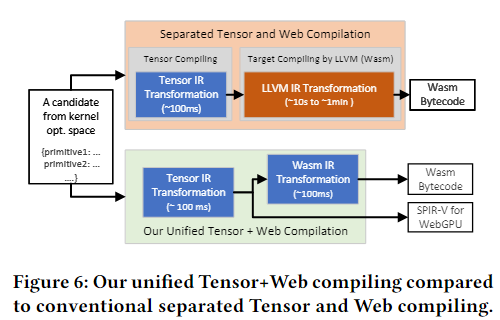 Separated Tensor and Web Compilation
Tensor Compiling
Target Compiling by LLVM (Wasm)
A candidate
from kernel
opt. space
{primitive1: ...
primitive2: ...
....}
Tensor IR
Transformation
(~100ms)
LLVM IR Transformation
(~10s to ~1min )
Wasm
Bytecode
Tensor IR
Transformation
(~ 100 ms)
Wasm IR
Transformation
(~100ms)
Wasm
Bytecode
SPIR-V for
WebGPU
Our Unified Tensor + Web Compilation
Figure 6: Our unified Tensor+Web compiling compared
to conventional separated Tensor and Web compiling.